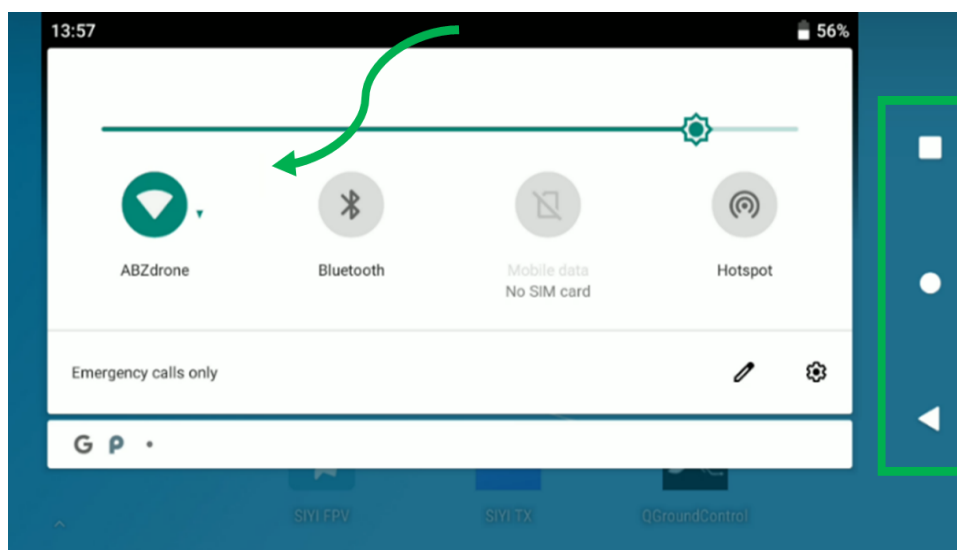 13:57 56%
ABZdrone Bluetooth Mobile data Hotspot
No SIM card
Emergency calls only
G P
SIYI FPV SIYI TX QGroundControl